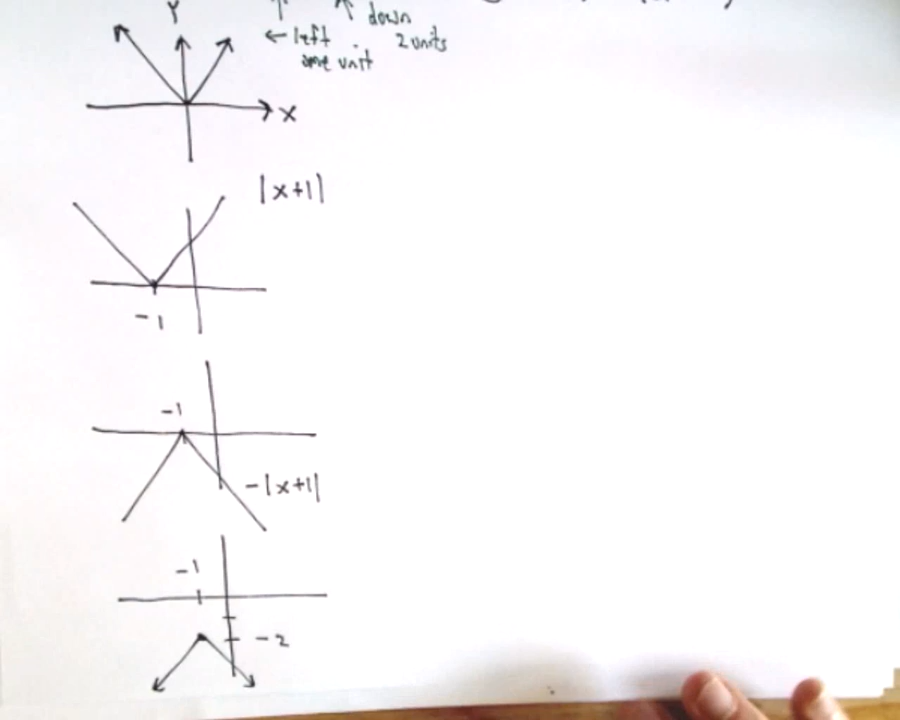 Y
down
← left
2 units
one unit
X
|x+1|
-1
-1
-|x+1|
-1
-2